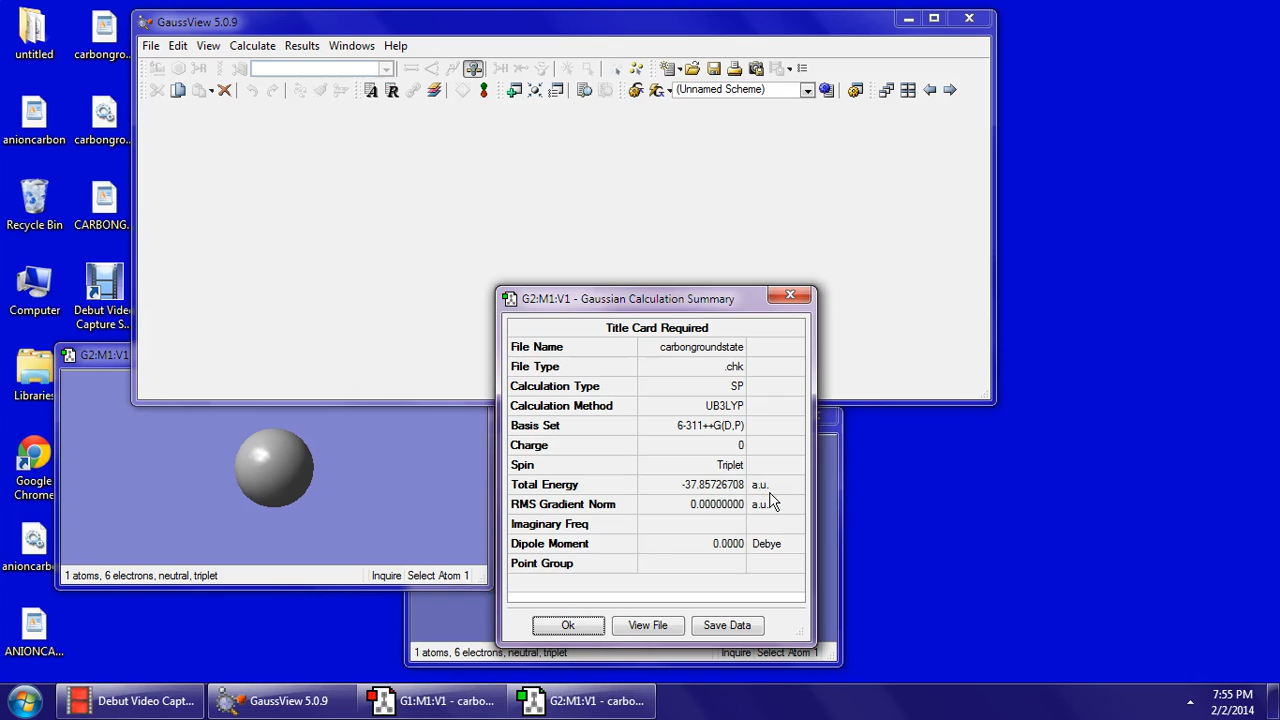 untitled
carbongro...
anioncarbon
carbongro...
Recycle Bin
CARBONG...
Computer
Debut Video
Capture S...
Libraries
Google
Chrome
anioncarbo
ANIONCA...
GaussView 5.0.9
File Edit View Calculate Results Windows Help
(Unnamed Scheme)
G2:M1:V1
1 atoms, 6 electrons, neutral, triplet
Inquire Select Atom 1
G2:M1:V1 - Gaussian Calculation Summary
Title Card Required
File Name carbongroundstate
File Type .chk
Calculation Type SP
Calculation Method UB3LYP
Basis Set 6-311++G(D,P)
Charge 0
Spin Triplet
Total Energy -37.85726708 a.u.
RMS Gradient Norm 0.00000000 a.u.
Imaginary Freq
Dipole Moment 0.0000 Debye
Point Group
Ok View File Save Data
1 atoms, 6 electrons, neutral, triplet
Inquire Select Atom 1
Debut Video Capt...
GaussView 5.0.9
G1:M1:V1 - carbo...
G2:M1:V1 - carbo...
7:55 PM
2/2/2014